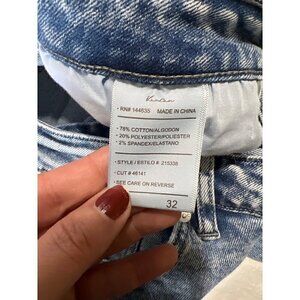 - RN# 144635 MADE IN CHINA
- 78% COTTON/ALGODON
- 20% POLYESTER/POLIESTER
- 2% SPANDEX/ELASTANO
- STYLE / ESTILO # 215338
- CUT # 46141
- SEE CARE ON REVERSE
32